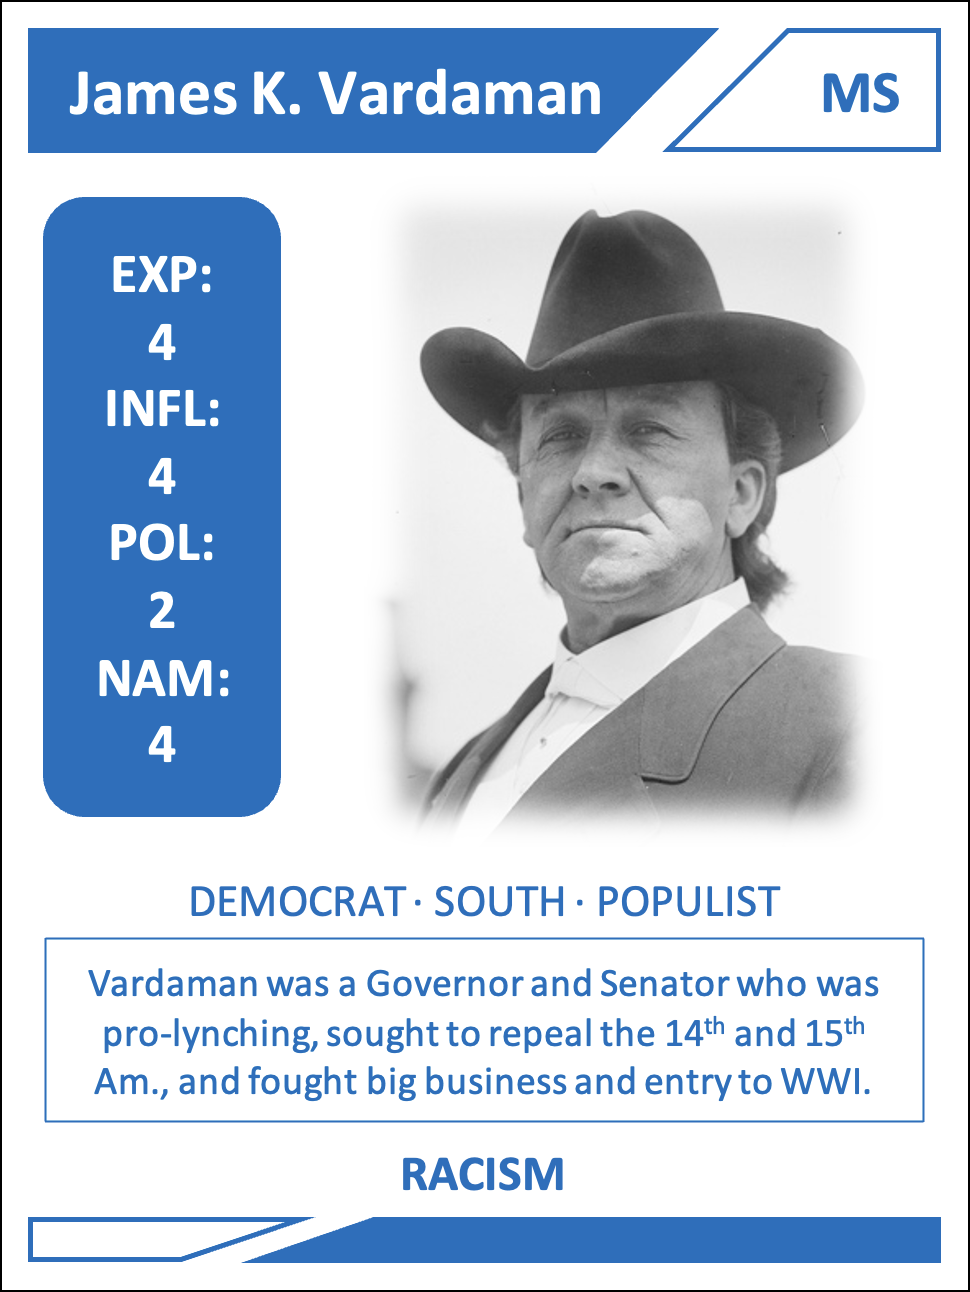 James K. Vardaman
MS
EXP:
4
INFL:
4
POL:
2
NAM:
4
DEMOCRAT · SOUTH · POPULIST
Vardaman was a Governor and Senator who was
pro-lynching, sought to repeal the 14th and 15th
Am., and fought big business and entry to WWI.
RACISM